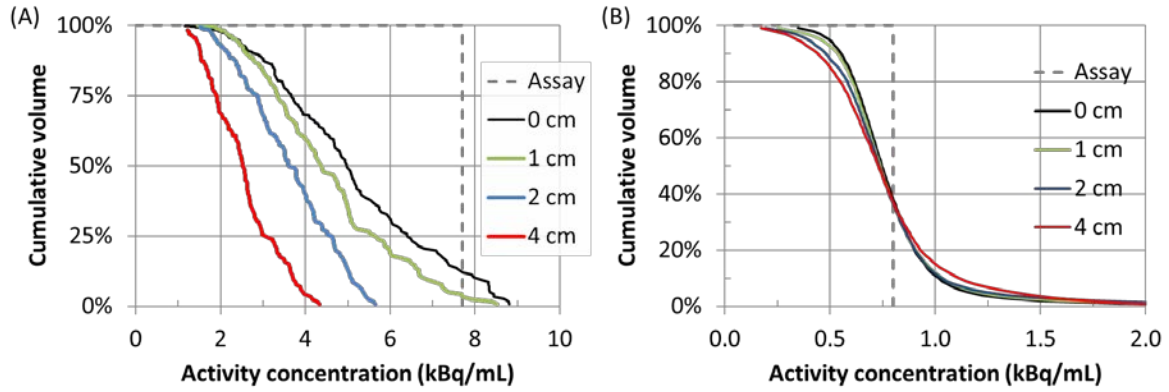 (A)
100%
75%
50%
25%
0%
Cumulative volume
0 2 4 6 8 10
Activity concentration (kBq/mL)
Assay
0 cm
1 cm
2 cm
4 cm
(B)
100%
80%
60%
40%
20%
0%
Cumulative volume
0.0 0.5 1.0 1.5 2.0
Activity concentration (kBq/mL)
Assay
0 cm
1 cm
2 cm
4 cm